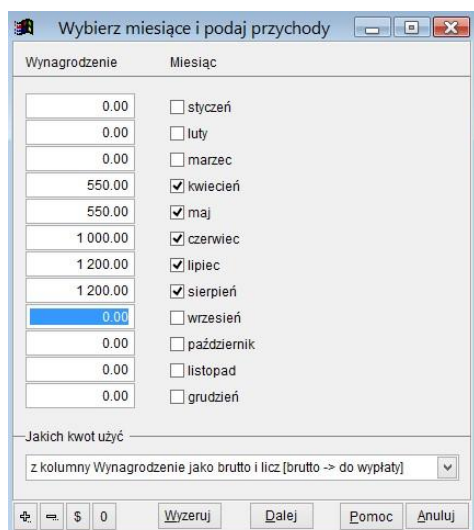 Wybierz miesiące i podaj przychody
Wynagrodzenie Miesiąc
0.00 styczeń
0.00 luty
0.00 marzec
550.00 kwiecień
550.00 maj
1 000.00 czerwiec
1 200.00 lipiec
1 200.00 sierpień
0.00 wrzesień
0.00 październik
0.00 listopad
0.00 grudzień
Jakich kwot użyć
z kolumny Wynagrodzenie jako brutto i licz [brutto -> do wypłaty]
$ 0 Wyzeruj Dalej Pomoc Anuluj